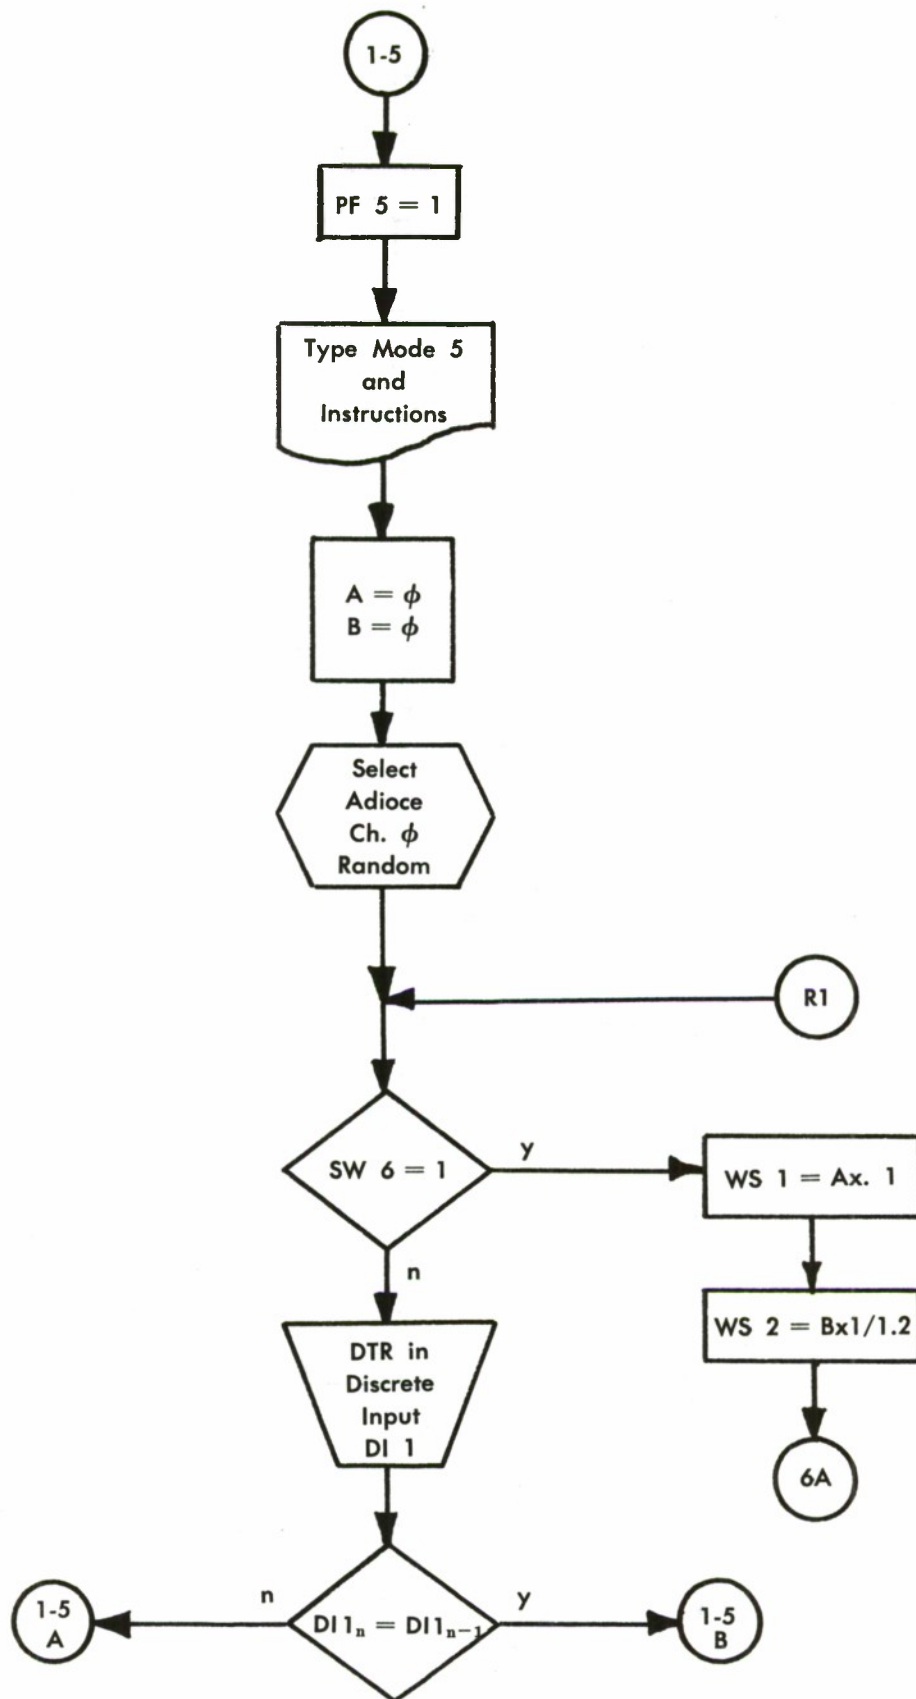 1-5
PF 5 = 1
Type Mode 5
and
Instructions
A = ϕ
B = ϕ
Select
Adioce
Ch. ϕ
Random
R1
SW 6 = 1
y
WS 1 = Ax. 1
n
WS 2 = Bx1/1.2
DTR in
Discrete
Input
DI 1
6A
n
y
1-5
A
DI1ₙ = DI1ₙ₋₁
1-5
B